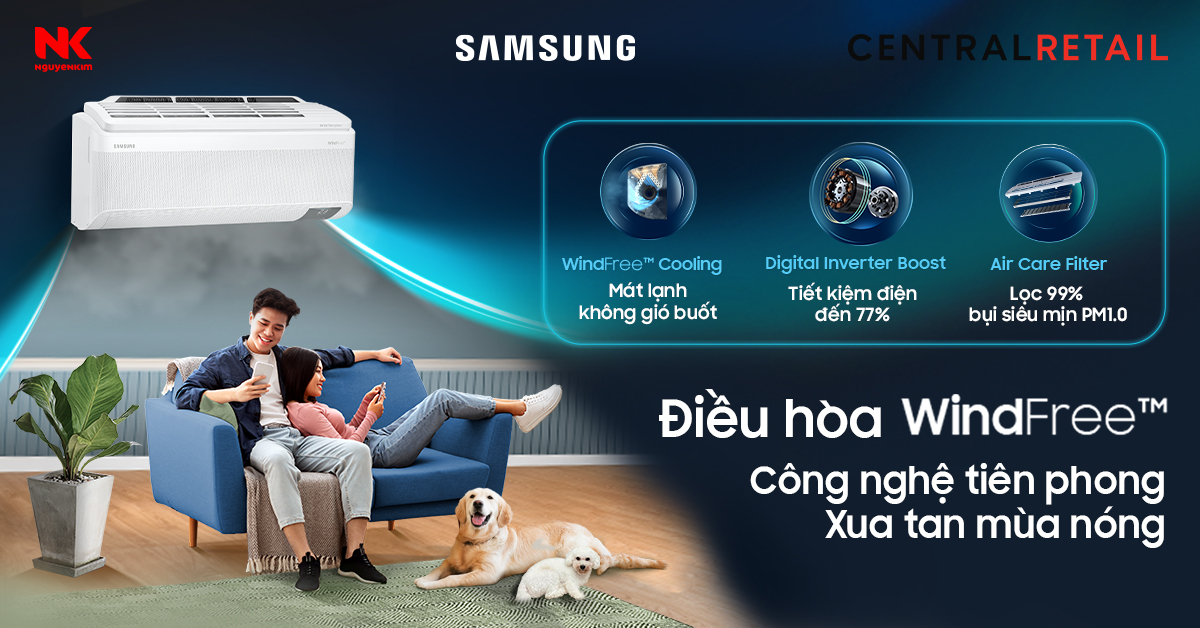 NK
NGUYENKIM
SAMSUNG
CENTRALRETAIL
SAMSUNG
WindFree™ Cooling
Mát lạnh
không gió buốt
Digital Inverter Boost
Tiết kiệm điện
đến 77%
Air Care Filter
Lọc 99%
bụi siêu mịn PM1.0
Điều hòa WindFree™
Công nghệ tiên phong
Xua tan mùa nóng